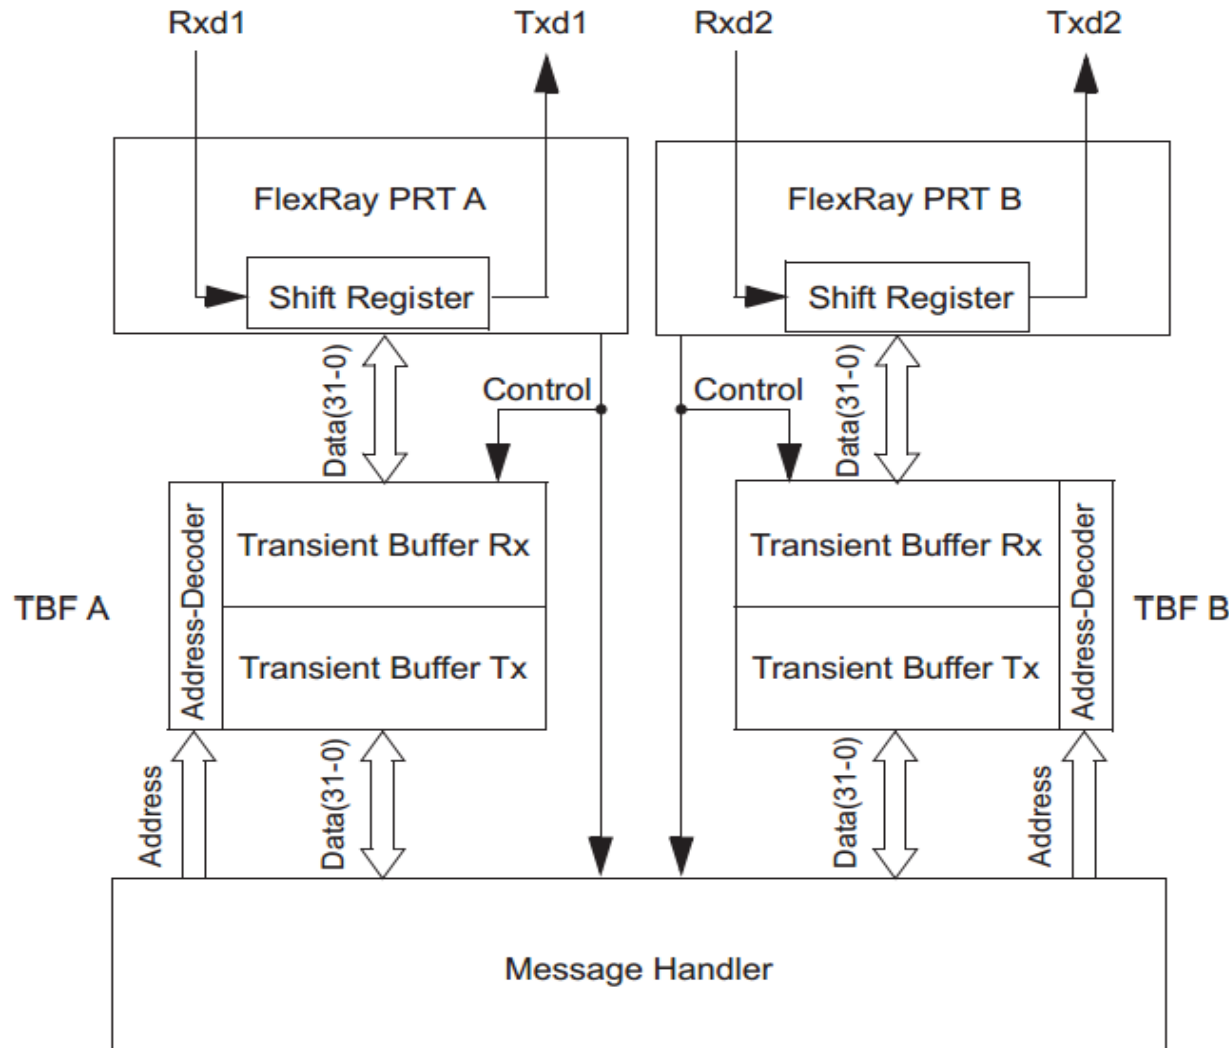 Rxd1
Txd1
Rxd2
Txd2
FlexRay PRT A
FlexRay PRT B
Shift Register
Shift Register
Data(31-0)
Control
Control
Data(31-0)
TBF A
Address-Decoder
Transient Buffer Rx
Transient Buffer Tx
Transient Buffer Rx
Transient Buffer Tx
Address-Decoder
TBF B
Address
Data(31-0)
Data(31-0)
Address
Message Handler